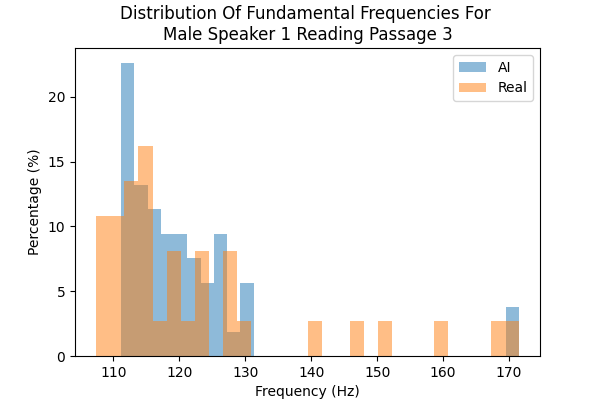 Distribution Of Fundamental Frequencies For
Male Speaker 1 Reading Passage 3
AI
Real
Percentage (%)
20
15
10
5
0
110 120 130 140 150 160 170
Frequency (Hz)